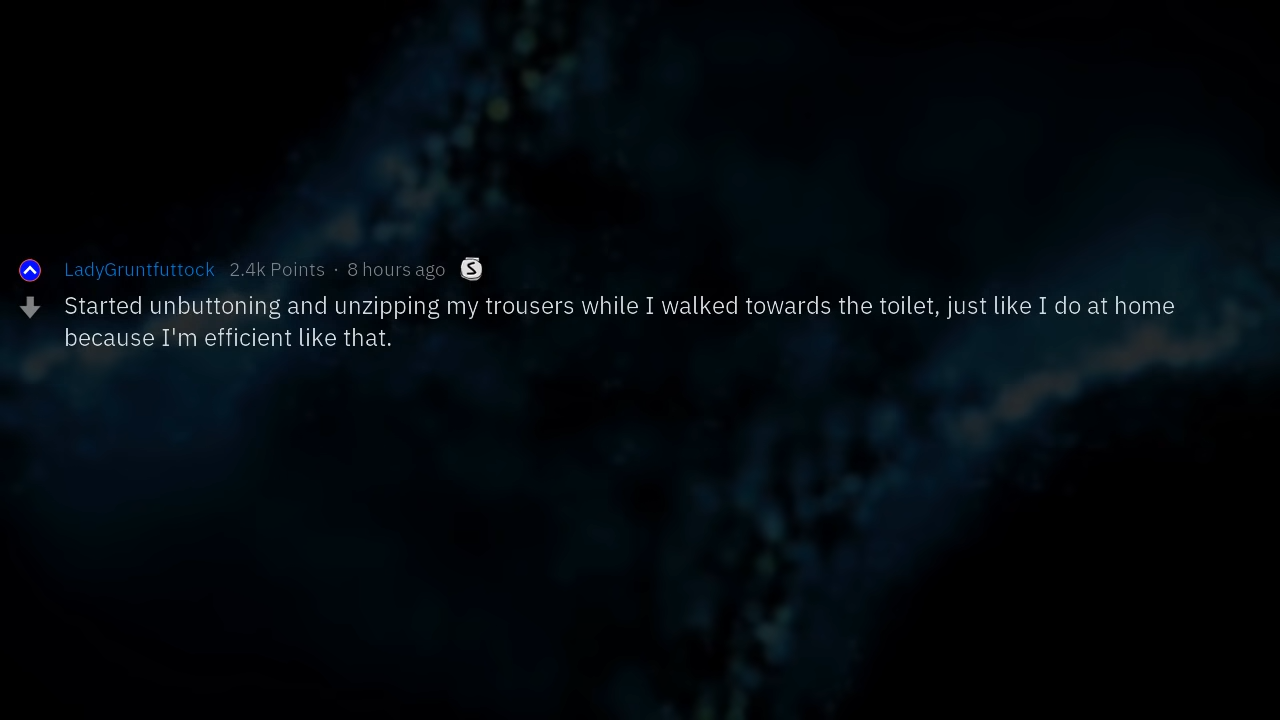 LadyGruntfuttock 2.4k Points · 8 hours ago S
Started unbuttoning and unzipping my trousers while I walked towards the toilet, just like I do at home
because I'm efficient like that.